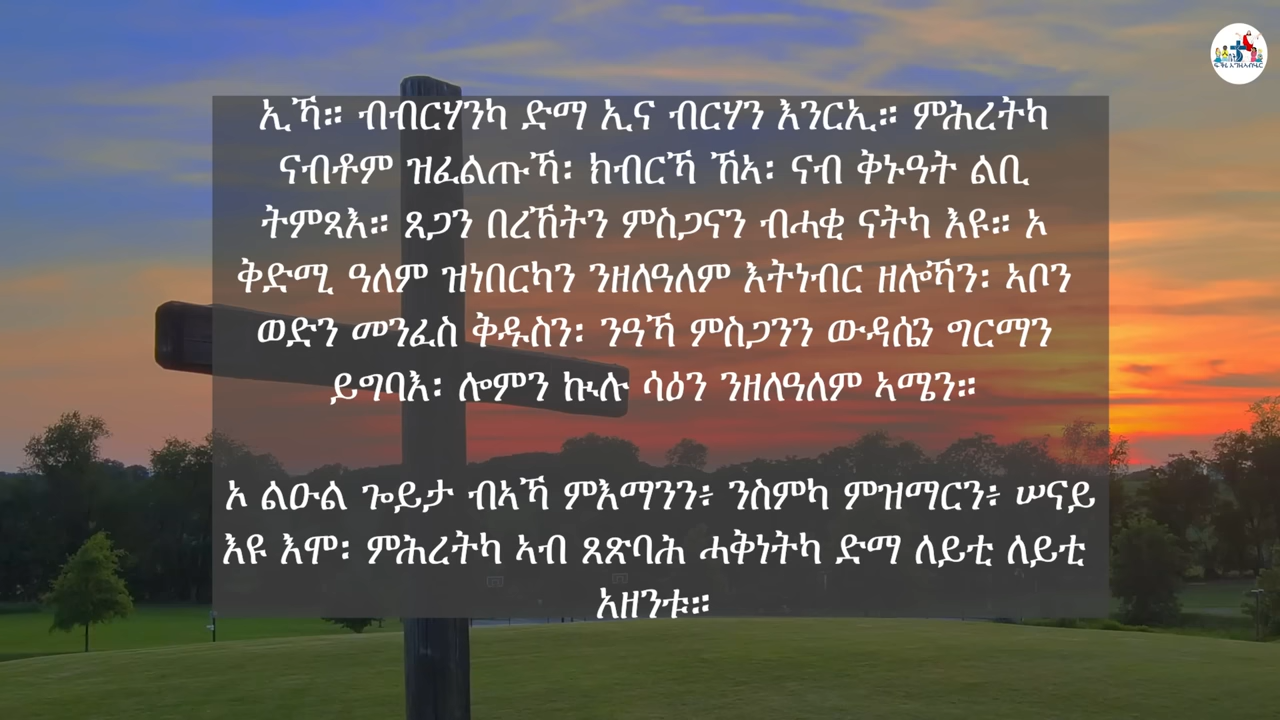 ኢኻ። ብብርሃንካ ድማ ኢና ብርሃን እንርኢ። ምሕረትካ
ናብቶም ዝፈልጡኻ፡ ክብርኻ ኸኣ፡ ናብ ቅኑዓት ልቢ
ትምጻእ። ጸጋን በረኸትን ምስጋናን ብሓቂ ናትካ እዩ። ኦ
ቅድሚ ዓለም ዝነበርካን ንዘለዓለም እትነብር ዘሎኻን፡ ኣቦን
ወድን መንፈስ ቅዱስን፡ ንዓኻ ምስጋንን ውዳሴን ግርማን
ይግባእ፡ ሎምን ኩሉ ሳዕን ንዘለዓለም ኣሜን።
ኦ ልዑል ጐይታ ብኣኻ ምእማንን፥ ንስምካ ምዝማርን፥ ሠናይ
እዩ እሞ፡ ምሕረትካ ኣብ ጸጽባሕ ሓቅነትካ ድማ ለይቲ ለይቲ
አዘንቱ።